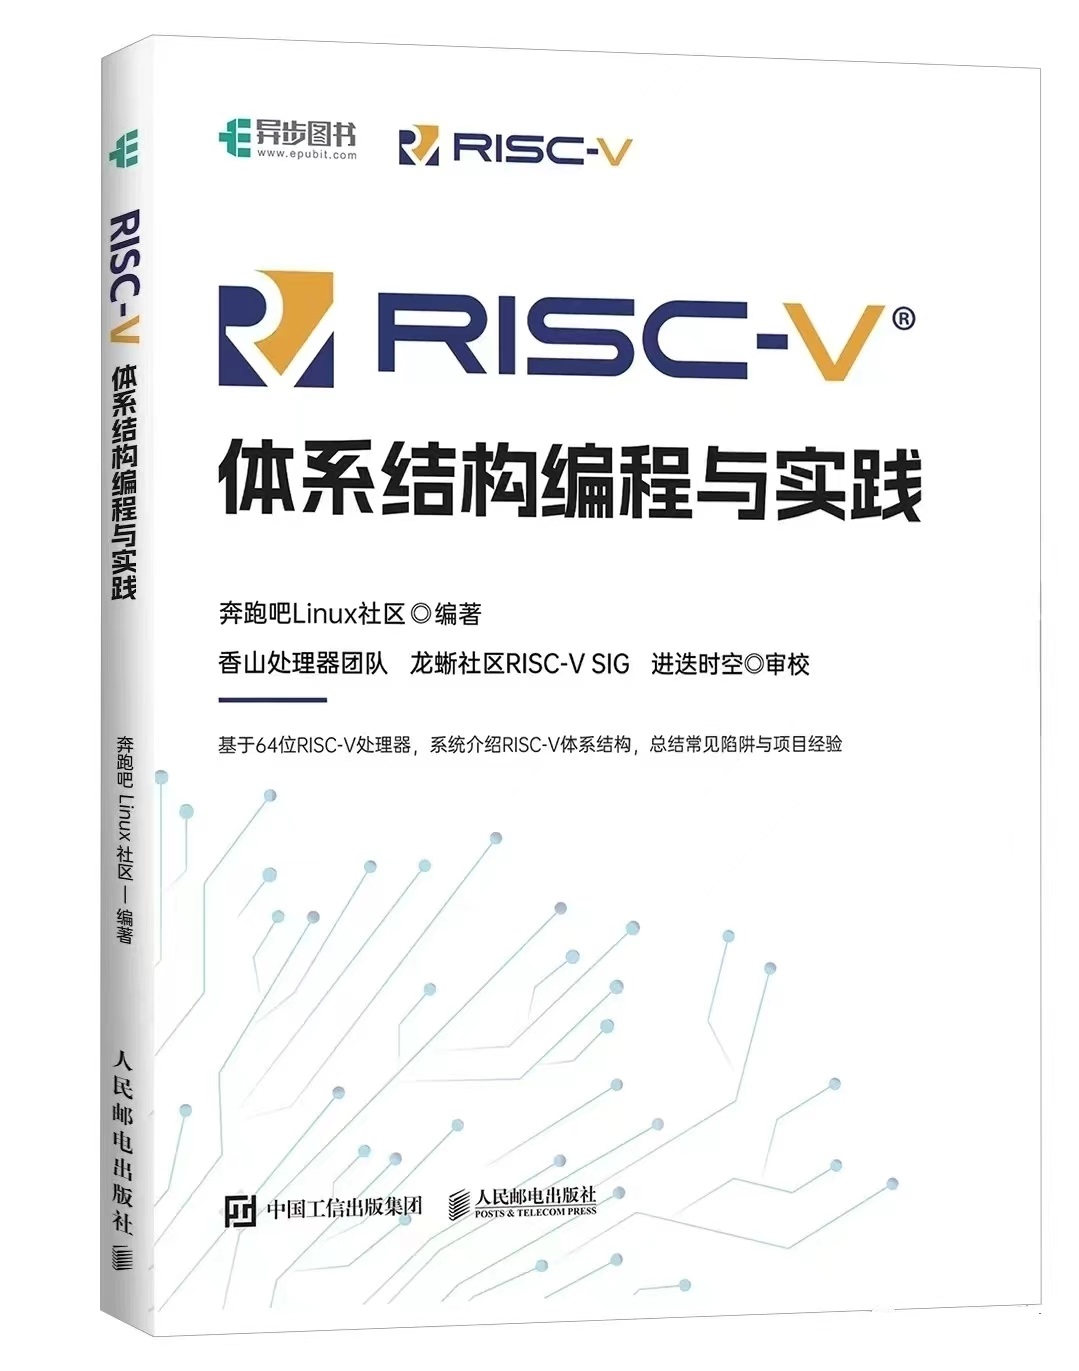 异步图书
www.epubit.com
RISC-V
RISC-V®
体系结构编程与实践
奔跑吧Linux社区◎编著
香山处理器团队 龙蜥社区RISC-V SIG 进迭时空◎审校
基于64位RISC-V处理器，系统介绍RISC-V体系结构，总结常见陷阱与项目经验
中国工信出版集团
人民邮电出版社
POSTS & TELECOM PRESS
RISC-V 体系结构编程与实践
奔跑吧 Linux 社区 — 编著
人民邮电出版社